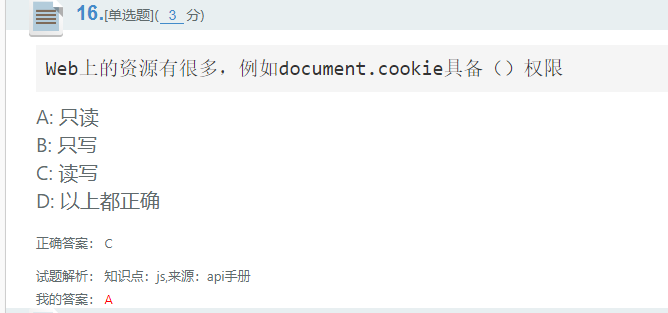 16.[单选题]( 3 分)
Web上的资源有很多，例如document.cookie具备（）权限
A: 只读
B: 只写
C: 读写
D: 以上都正确
正确答案： C
试题解析： 知识点：js,来源：api手册
我的答案： A